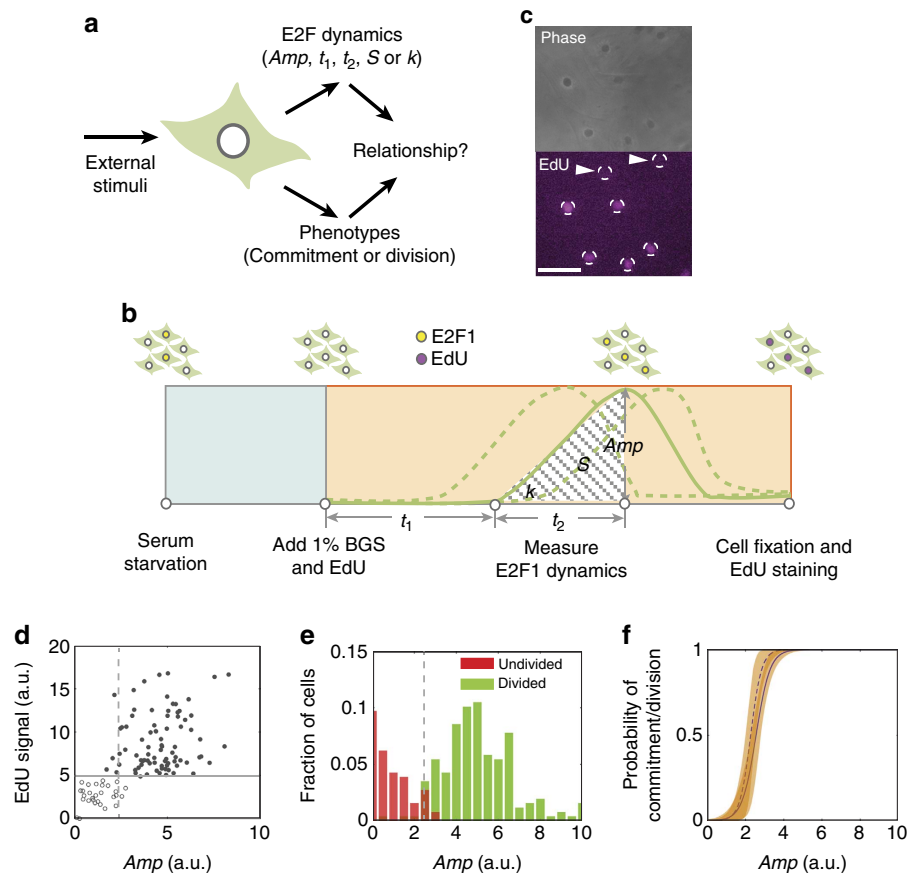 a
E2F dynamics
(Amp, t1, t2, S or k)
External
stimuli
Relationship?
Phenotypes
(Commitment or division)
c
Phase
EdU
b
E2F1
EdU
Amp
S
k
t1
t2
Serum
starvation
Add 1% BGS
and EdU
Measure
E2F1 dynamics
Cell fixation and
EdU staining
d
EdU signal (a.u.)
20
15
10
5
0
0
5
10
Amp (a.u.)
e
Fraction of cells
0.15
0.1
0.05
0
Undivided
Divided
0
2
4
6
8
10
Amp (a.u.)
f
Probability of
commitment/division
1
0.5
0
0
2
4
6
8
10
Amp (a.u.)